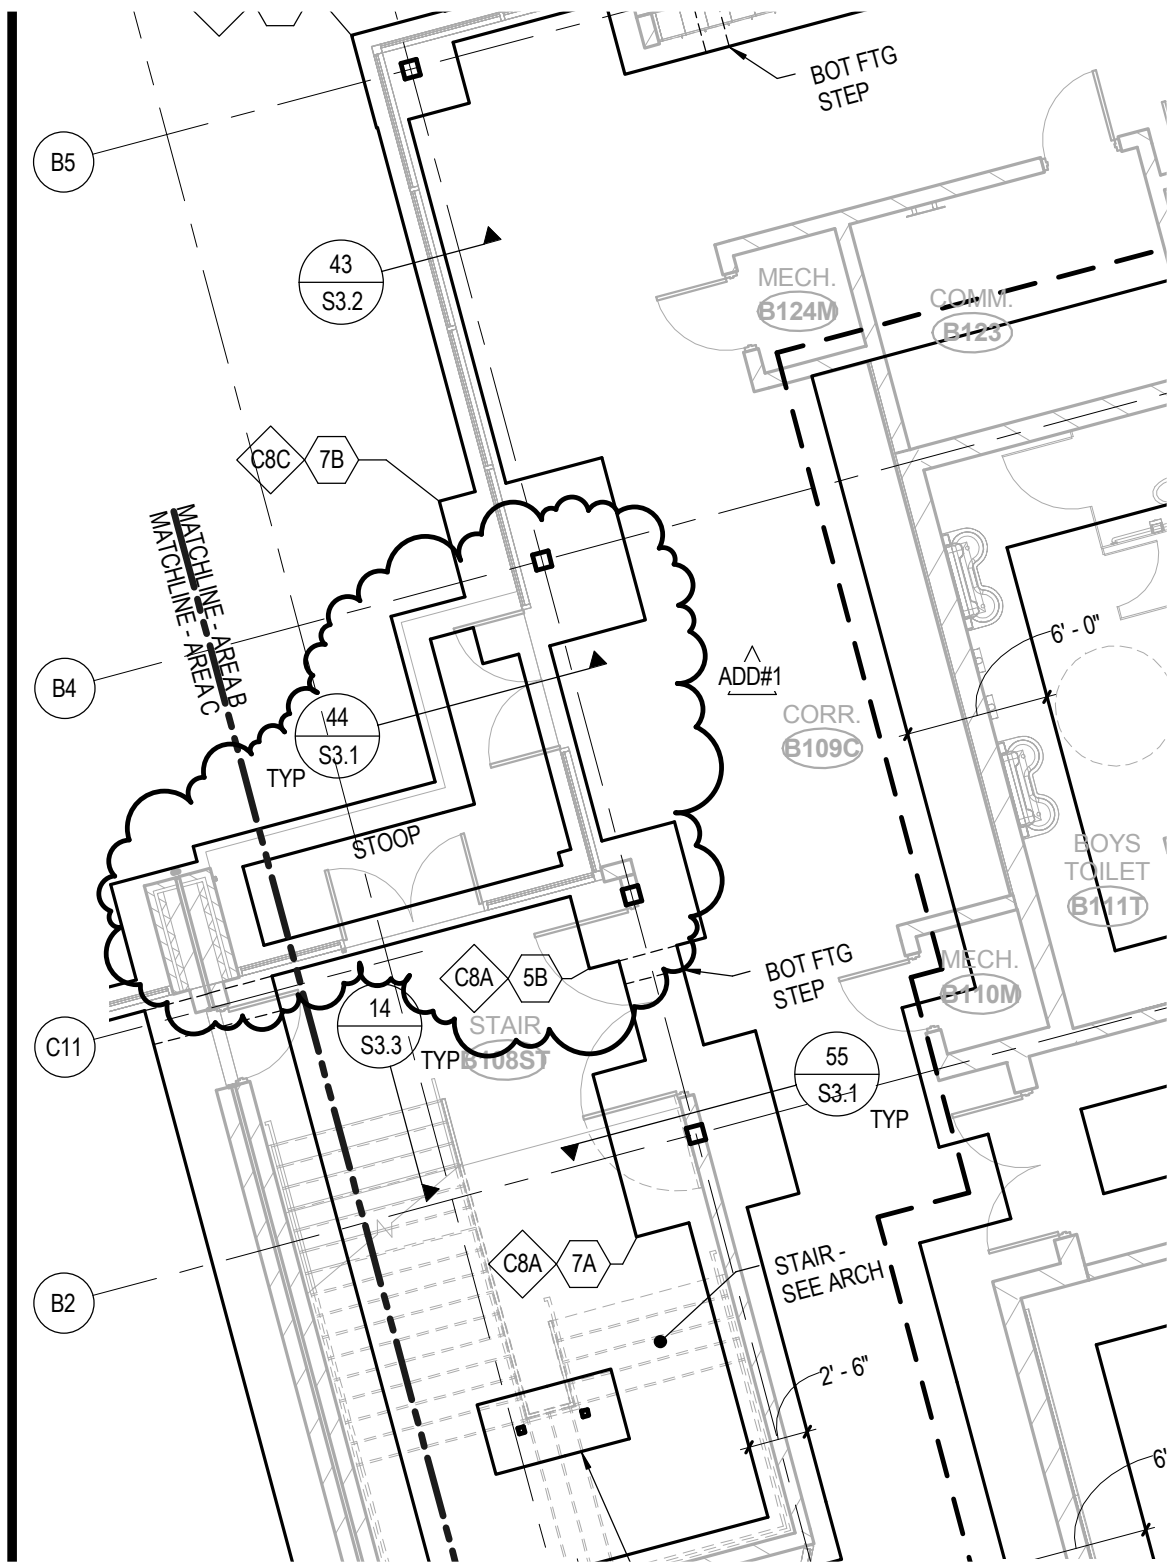 BOT FTG
STEP
B5
43
S3.2
MECH.
B124M
COMM.
B123
C8C
7B
MATCHLINE - AREA B
MATCHLINE - AREA C
6' - 0"
B4
ADD#1
44
S3.1
TYP
CORR.
B109C
STOOP
BOYS
TOILET
B111T
C8A
5B
BOT FTG
STEP
MECH.
B110M
14
S3.3
TYP
STAIR
B108ST
C11
55
S3.1
TYP
C8A
7A
STAIR -
SEE ARCH
B2
2' - 6"
6'